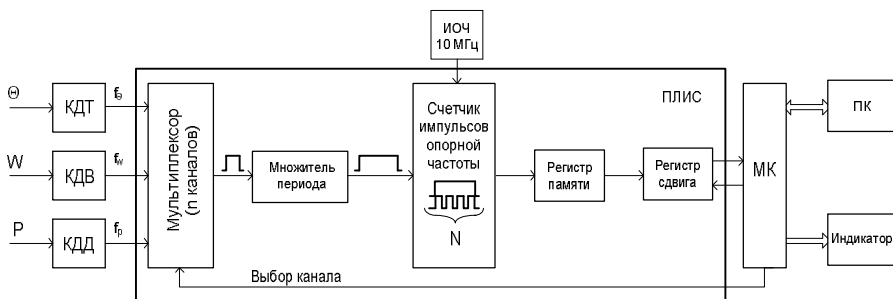 ИОЧ
10 МГц
ПЛИС
Θ
КДТ
fΘ
W
КДВ
fw
P
КДД
fp
Мультиплексор
(n каналов)
Множитель
периода
Счетчик
импульсов
опорной
частоты
N
Регистр
памяти
Регистр
сдвига
МК
ПК
Индикатор
Выбор канала